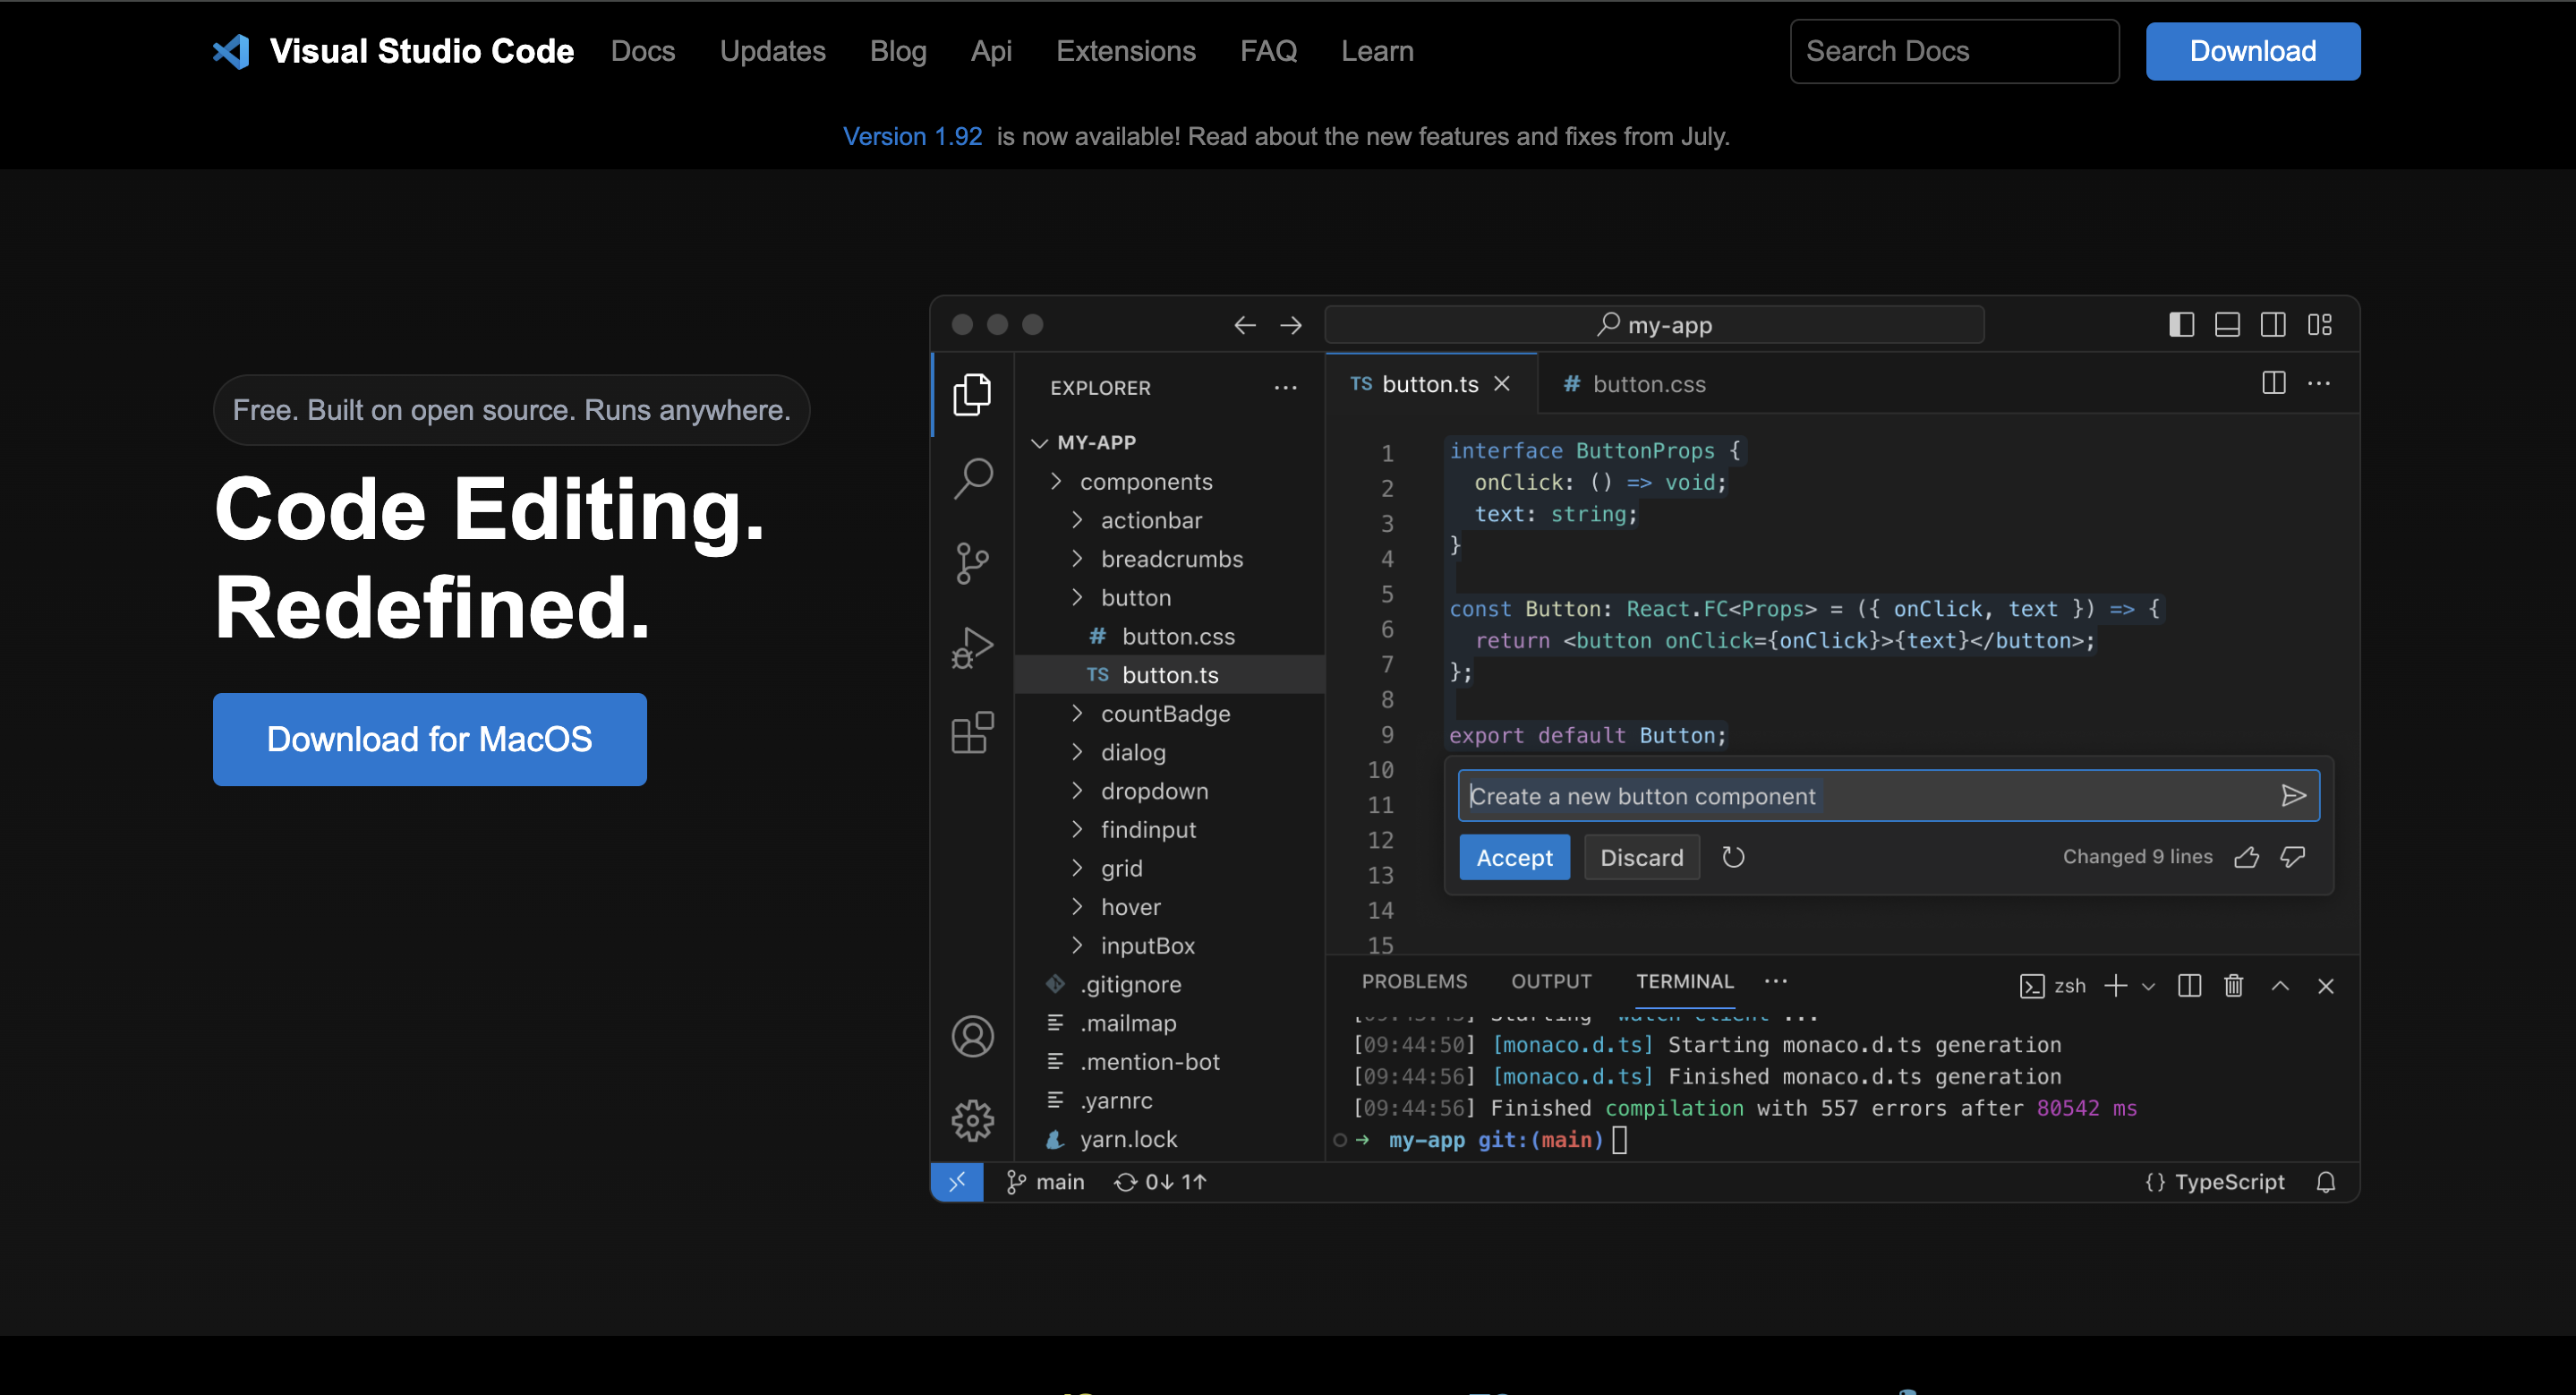 Visual Studio Code Docs Updates Blog Api Extensions FAQ Learn Search Docs Download
Version 1.92 is now available! Read about the new features and fixes from July.
Free. Built on open source. Runs anywhere.
Code Editing.
Redefined.
Download for MacOS
my-app
EXPLORER
MY-APP
components
actionbar
breadcrumbs
button
# button.css
TS button.ts
countBadge
dialog
dropdown
findinput
grid
hover
inputBox
.gitignore
.mailmap
.mention-bot
.yarnrc
yarn.lock
TS button.ts # button.css
1 interface ButtonProps {
2 onClick: () => void;
3 text: string;
4 }
5
6 const Button: React.FC<Props> = ({ onClick, text }) => {
7 return <button onClick={onClick}>{text}</button>;
8 };
9 export default Button;
10
11
12
13
14
15
Create a new button component
Accept Discard Changed 9 lines
PROBLEMS OUTPUT TERMINAL ... zsh
Starting watch-client ...
[09:44:50] [monaco.d.ts] Starting monaco.d.ts generation
[09:44:56] [monaco.d.ts] Finished monaco.d.ts generation
[09:44:56] Finished compilation with 557 errors after 80542 ms
→ my-app git:(main)
main 0↓ 1↑ {} TypeScript